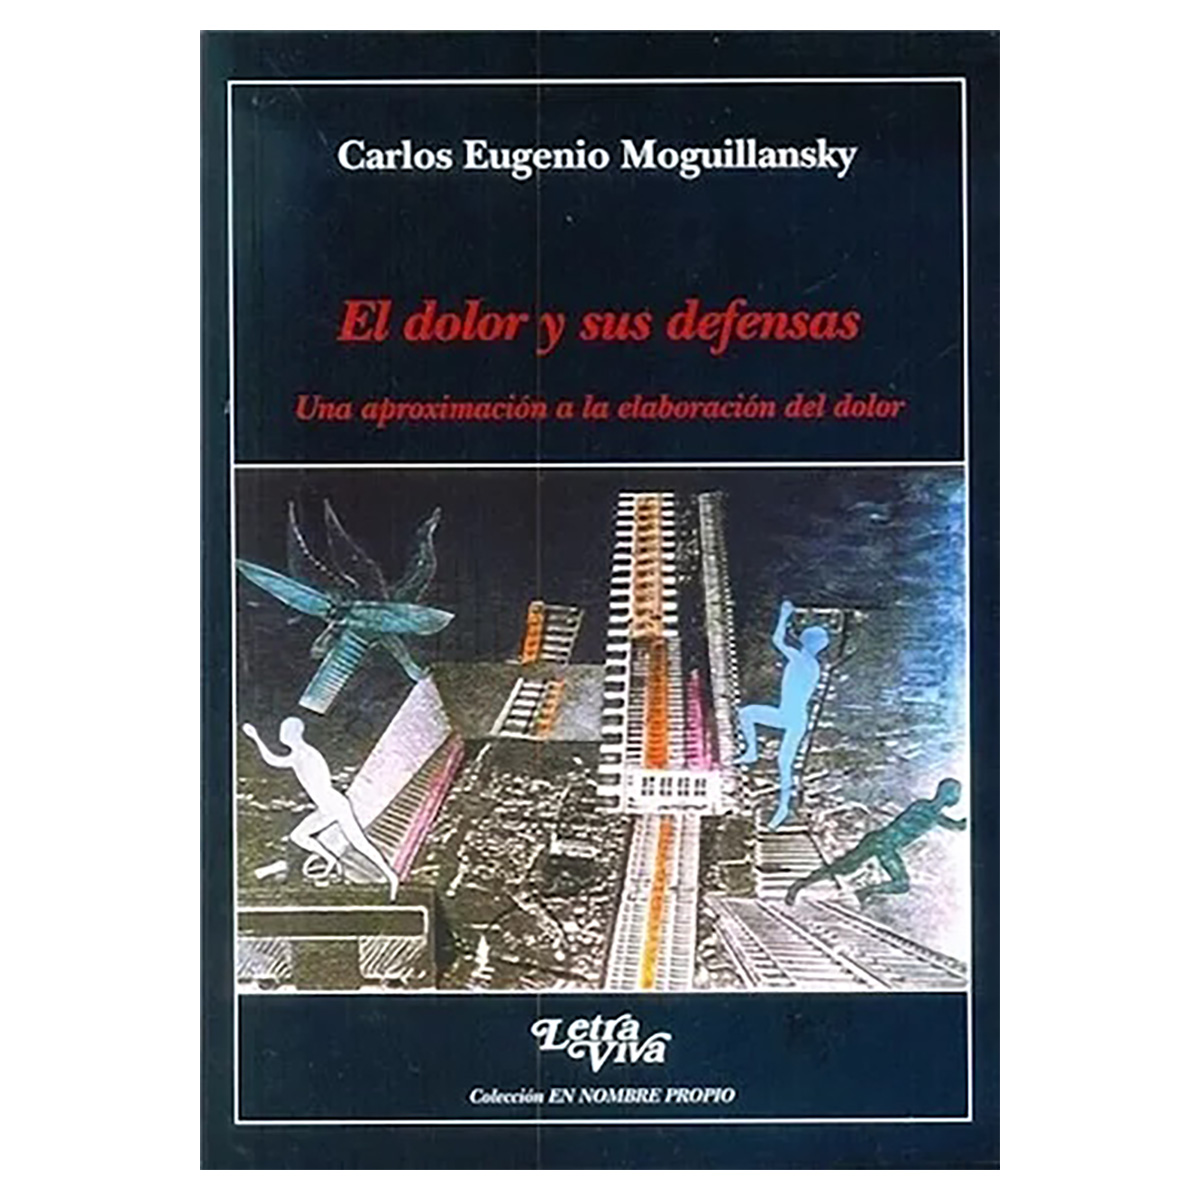 Carlos Eugenio Moguillansky
El dolor y sus defensas
Una aproximación a la elaboración del dolor
Letra
Viva
Colección EN NOMBRE PROPIO